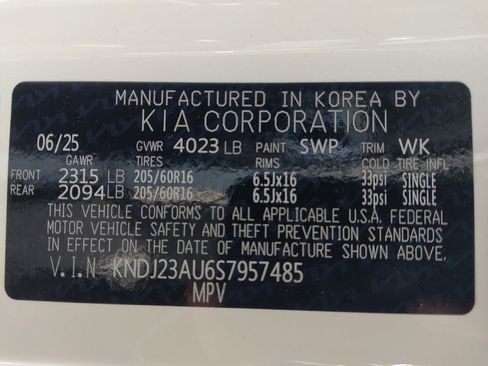 MANUFACTURED IN KOREA BY
KIA CORPORATION
06/25 GVWR 4023 LB PAINT SWP TRIM WK
GAWR TIRES RIMS COLD TIRE INFL
FRONT 2315 LB 205/60R16 6.5Jx16 33psi SINGLE
REAR 2094 LB 205/60R16 6.5Jx16 33psi SINGLE
THIS VEHICLE CONFORMS TO ALL APPLICABLE U.S.A. FEDERAL
MOTOR VEHICLE SAFETY AND THEFT PREVENTION STANDARDS
IN EFFECT ON THE DATE OF MANUFACTURE SHOWN ABOVE,
V.I.N KNDJ23AU6S7957485
MPV